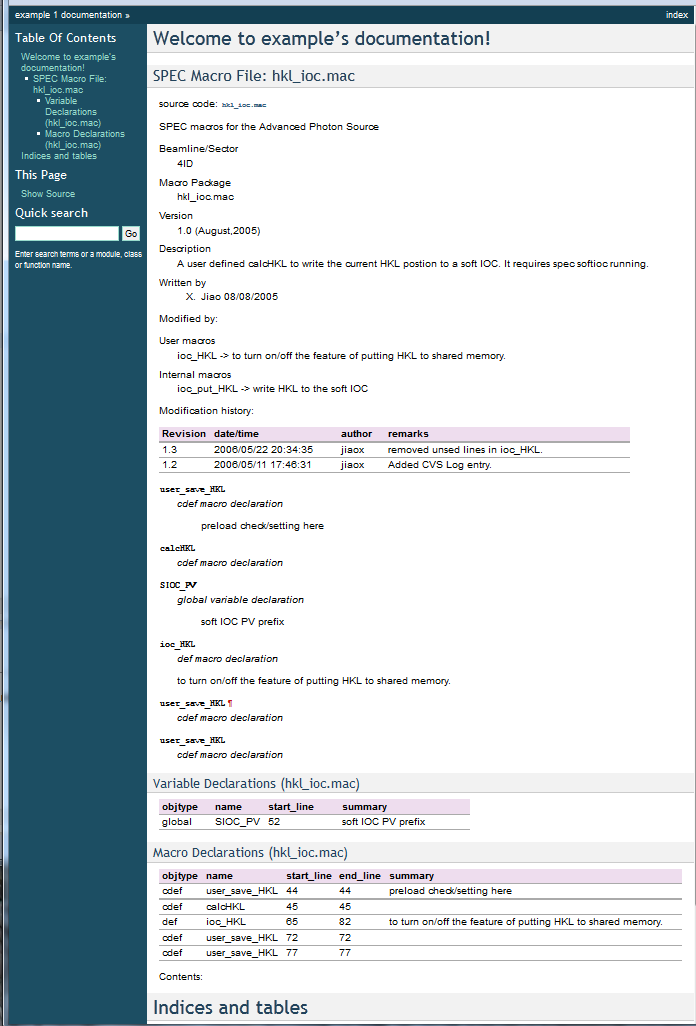 example 1 documentation »
index
Table Of Contents
Welcome to example's
documentation!
SPEC Macro File:
hkl_ioc.mac
Variable
Declarations
(hkl_ioc.mac)
Macro Declarations
(hkl_ioc.mac)
Indices and tables
This Page
Show Source
Quick search
Go
Enter search terms or a module, class
or function name.
Welcome to example's documentation!
SPEC Macro File: hkl_ioc.mac
source code: hkl_ioc.mac
SPEC macros for the Advanced Photon Source
Beamline/Sector
4ID
Macro Package
hkl_ioc.mac
Version
1.0 (August,2005)
Description
A user defined calcHKL to write the current HKL postion to a soft IOC. It requires spec softioc running.
Written by
X. Jiao 08/08/2005
Modified by:
User macros
ioc_HKL -> to turn on/off the feature of putting HKL to shared memory.
Internal macros
ioc_put_HKL -> write HKL to the soft IOC
Modification history:
Revision date/time author remarks
1.3 2006/05/22 20:34:35 jiaox removed unsed lines in ioc_HKL.
1.2 2006/05/11 17:46:31 jiaox Added CVS Log entry.
user_save_HKL
cdef macro declaration
preload check/setting here
calcHKL
cdef macro declaration
SIOC_PV
global variable declaration
soft IOC PV prefix
ioc_HKL
def macro declaration
to turn on/off the feature of putting HKL to shared memory.
user_save_HKL ¶
cdef macro declaration
user_save_HKL
cdef macro declaration
Variable Declarations (hkl_ioc.mac)
objtype name start_line summary
global SIOC_PV 52 soft IOC PV prefix
Macro Declarations (hkl_ioc.mac)
objtype name start_line end_line summary
cdef user_save_HKL 44 44 preload check/setting here
cdef calcHKL 45 45
def ioc_HKL 65 82 to turn on/off the feature of putting HKL to shared memory.
cdef user_save_HKL 72 72
cdef user_save_HKL 77 77
Contents:
Indices and tables